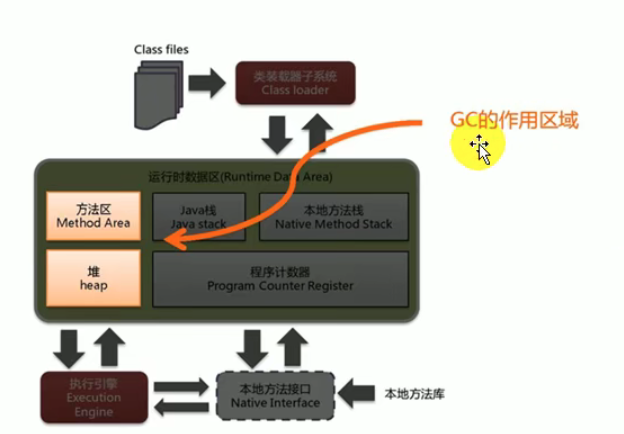 Class files
类装载器子系统
Class loader
GC的作用区域
运行时数据区(Runtime Data Area)
方法区
Method Area
Java栈
Java stack
本地方法栈
Native Method Stack
堆
heap
程序计数器
Program Counter Register
执行引擎
Execution
Engine
本地方法接口
Native Interface
本地方法库